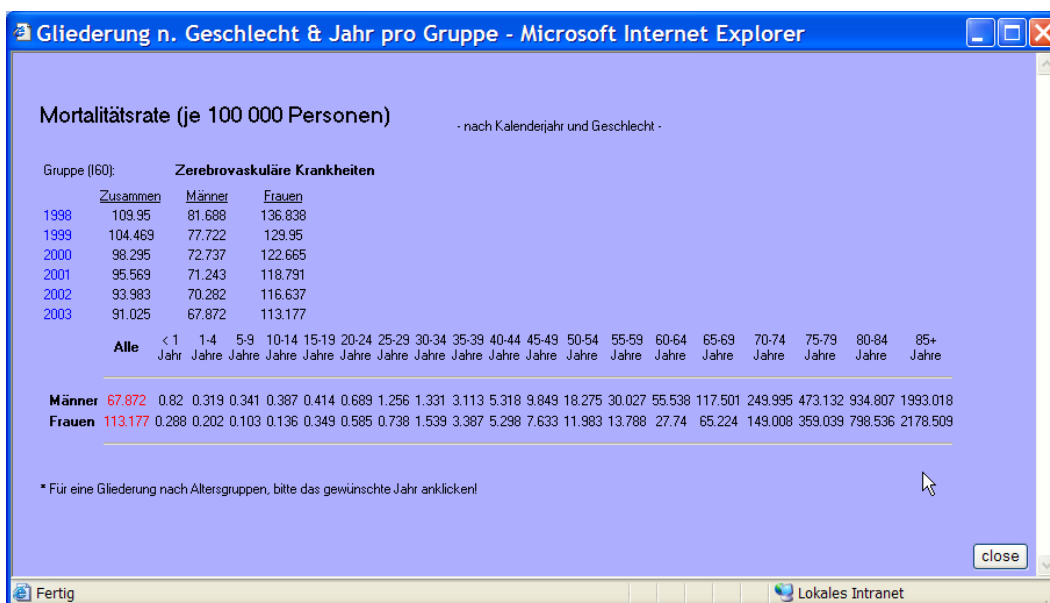 Gliederung n. Geschlecht & Jahr pro Gruppe - Microsoft Internet Explorer
Mortalitätsrate (je 100 000 Personen) - nach Kalenderjahr und Geschlecht -
Gruppe (I60): Zerebrovaskuläre Krankheiten
Zusammen Männer Frauen
1998 109.95 81.688 136.838
1999 104.469 77.722 129.95
2000 98.295 72.737 122.665
2001 95.569 71.243 118.791
2002 93.983 70.282 116.637
2003 91.025 67.872 113.177
Alle < 1 Jahr 1-4 Jahre 5-9 Jahre 10-14 Jahre 15-19 Jahre 20-24 Jahre 25-29 Jahre 30-34 Jahre 35-39 Jahre 40-44 Jahre 45-49 Jahre 50-54 Jahre 55-59 Jahre 60-64 Jahre 65-69 Jahre 70-74 Jahre 75-79 Jahre 80-84 Jahre 85+ Jahre
Männer 67.872 0.82 0.319 0.341 0.387 0.414 0.689 1.256 1.331 3.113 5.318 9.849 18.275 30.027 55.538 117.501 249.995 473.132 934.807 1993.018
Frauen 113.177 0.288 0.202 0.103 0.136 0.349 0.585 0.738 1.539 3.387 5.298 7.633 11.983 13.788 27.74 65.224 149.008 359.039 798.536 2178.509
* Für eine Gliederung nach Altersgruppen, bitte das gewünschte Jahr anklicken!
close
Fertig Lokales Intranet